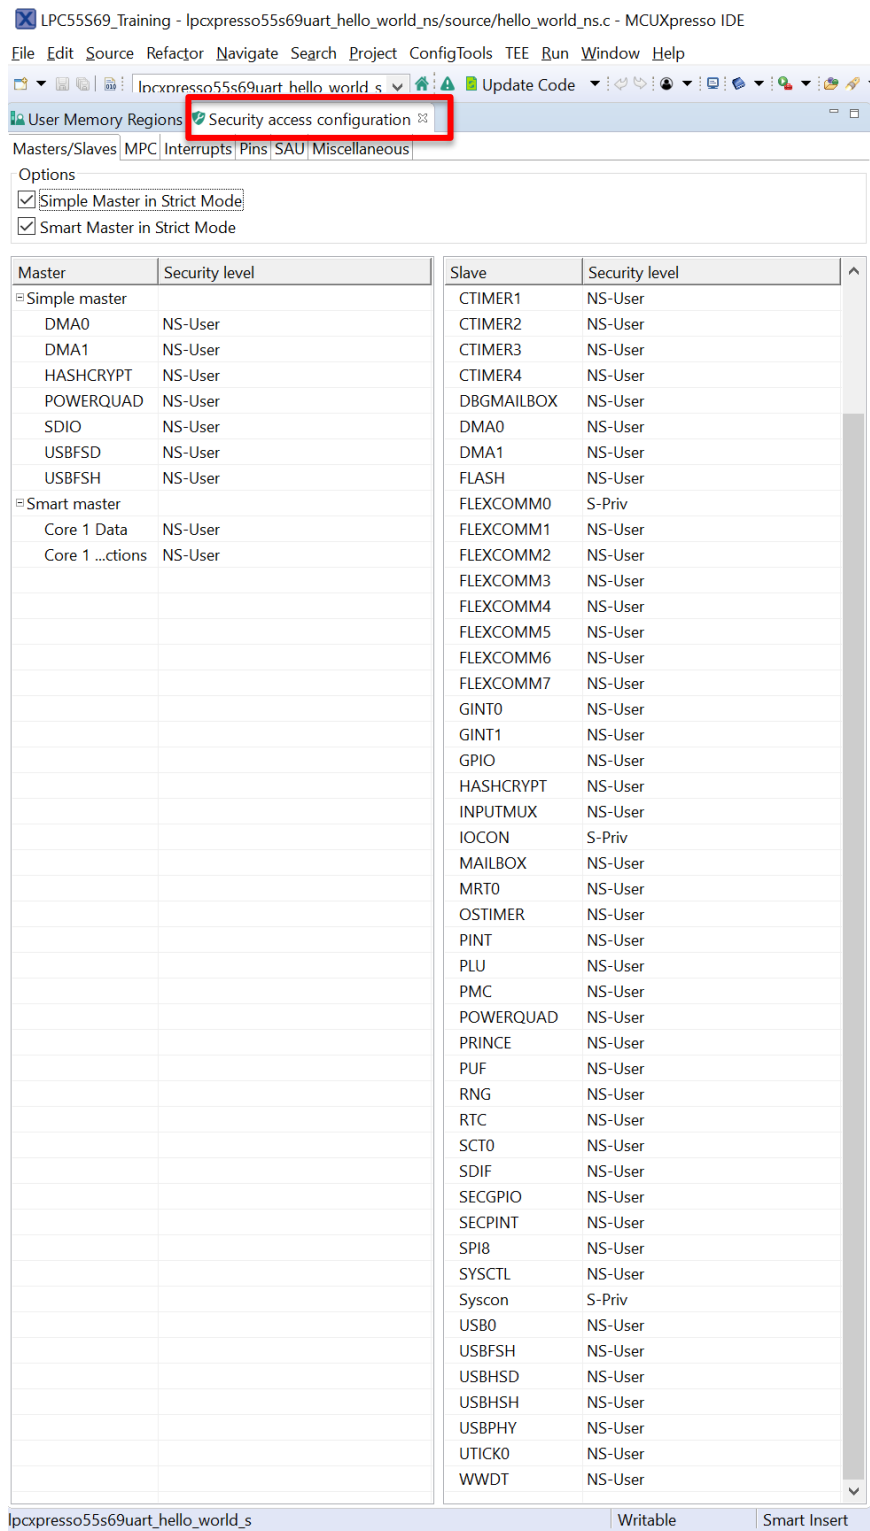 LPC55S69_Training - lpcxpresso55s69uart_hello_world_ns/source/hello_world_ns.c - MCUXpresso IDE
File Edit Source Refactor Navigate Search Project ConfigTools TEE Run Window Help
lpcxpresso55s69uart_hello_world_s Update Code
User Memory Regions Security access configuration
Masters/Slaves MPC Interrupts Pins SAU Miscellaneous
Options
Simple Master in Strict Mode
Smart Master in Strict Mode
Master Security level
Simple master
DMA0 NS-User
DMA1 NS-User
HASHCRYPT NS-User
POWERQUAD NS-User
SDIO NS-User
USBFSD NS-User
USBFSH NS-User
Smart master
Core 1 Data NS-User
Core 1 ...ctions NS-User
Slave Security level
CTIMER1 NS-User
CTIMER2 NS-User
CTIMER3 NS-User
CTIMER4 NS-User
DBGMAILBOX NS-User
DMA0 NS-User
DMA1 NS-User
FLASH NS-User
FLEXCOMM0 S-Priv
FLEXCOMM1 NS-User
FLEXCOMM2 NS-User
FLEXCOMM3 NS-User
FLEXCOMM4 NS-User
FLEXCOMM5 NS-User
FLEXCOMM6 NS-User
FLEXCOMM7 NS-User
GINT0 NS-User
GINT1 NS-User
GPIO NS-User
HASHCRYPT NS-User
INPUTMUX NS-User
IOCON S-Priv
MAILBOX NS-User
MRT0 NS-User
OSTIMER NS-User
PINT NS-User
PLU NS-User
PMC NS-User
POWERQUAD NS-User
PRINCE NS-User
PUF NS-User
RNG NS-User
RTC NS-User
SCT0 NS-User
SDIF NS-User
SECGPIO NS-User
SECPINT NS-User
SPI8 NS-User
SYSCTL NS-User
Syscon S-Priv
USB0 NS-User
USBFSH NS-User
USBHSD NS-User
USBHSH NS-User
USBPHY NS-User
UTICK0 NS-User
WWDT NS-User
lpcxpresso55s69uart_hello_world_s Writable Smart Insert